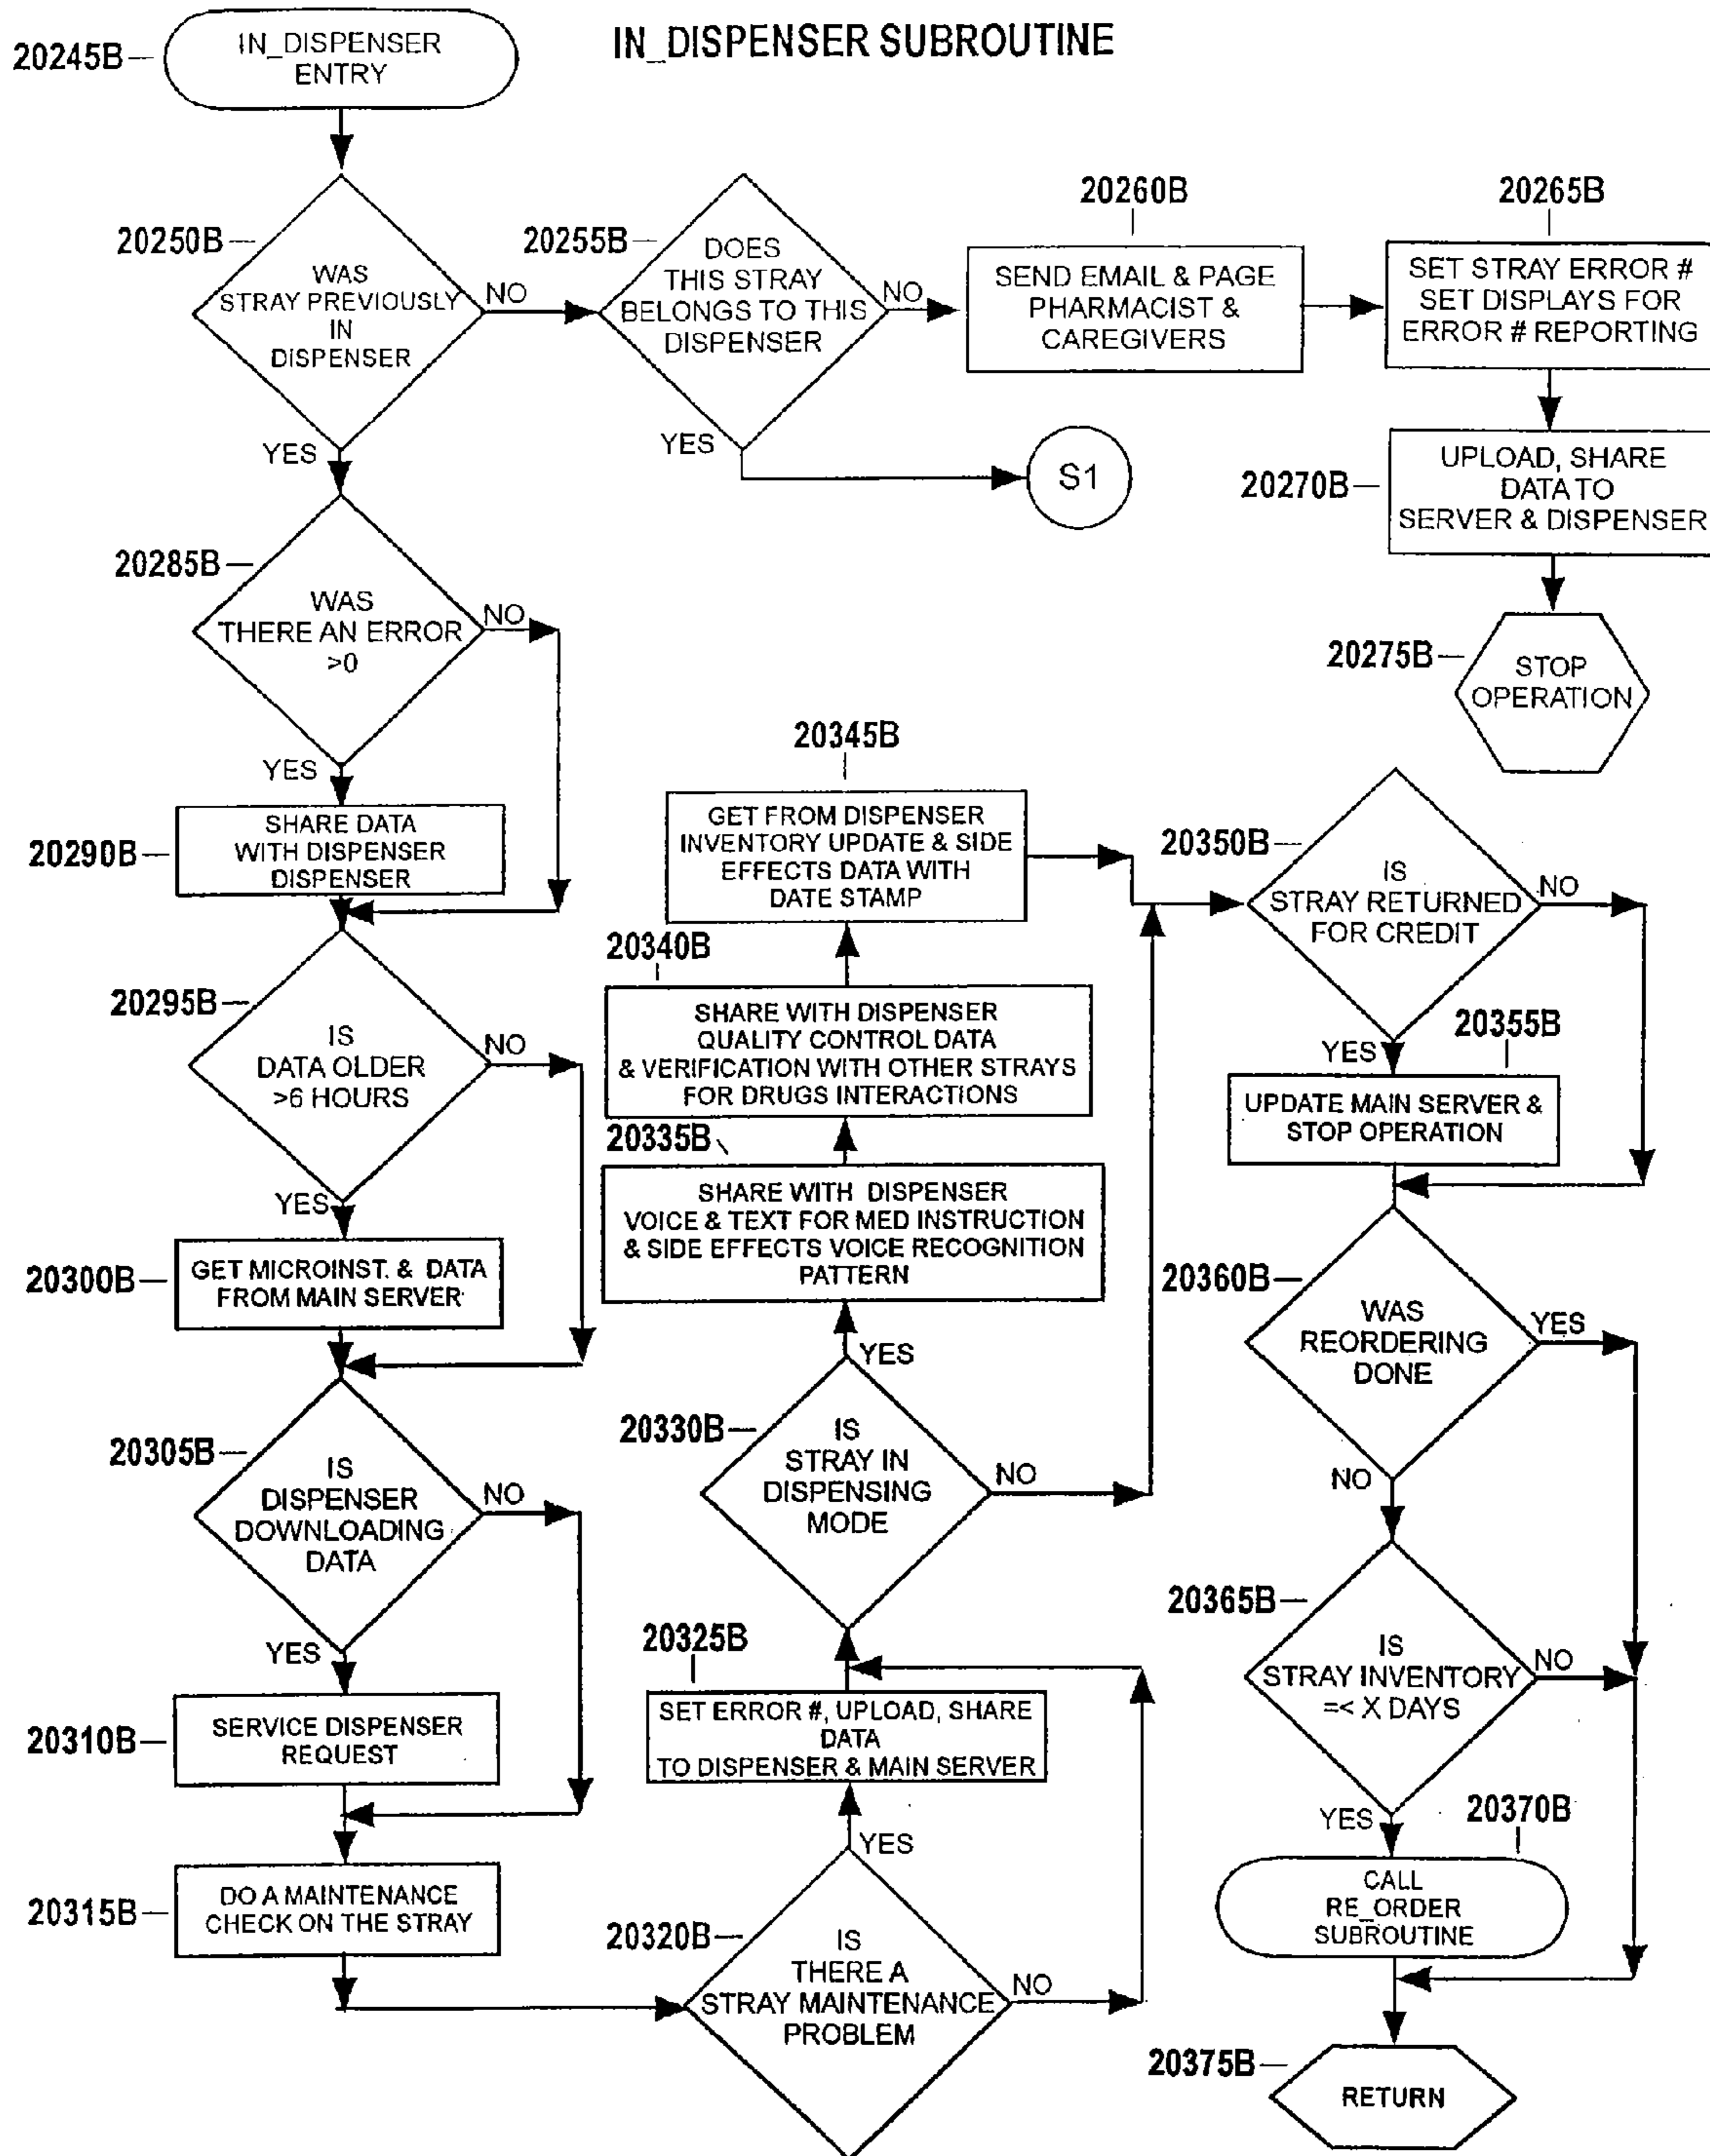 IN_DISPENSER SUBROUTINE
20245B
IN_DISPENSER
ENTRY
20250B
WAS
STRAY PREVIOUSLY
IN
DISPENSER
NO
YES
20255B
DOES
THIS STRAY
BELONGS TO THIS
DISPENSER
NO
YES
S1
20260B
SEND EMAIL & PAGE
PHARMACIST &
CAREGIVERS
20265B
SET STRAY ERROR #
SET DISPLAYS FOR
ERROR # REPORTING
20270B
UPLOAD, SHARE
DATA TO
SERVER & DISPENSER
20275B
STOP
OPERATION
20285B
WAS
THERE AN ERROR
>0
NO
YES
20290B
SHARE DATA
WITH DISPENSER
DISPENSER
20295B
IS
DATA OLDER
>6 HOURS
NO
YES
20300B
GET MICROINST. & DATA
FROM MAIN SERVER
20305B
IS
DISPENSER
DOWNLOADING
DATA
NO
YES
20310B
SERVICE DISPENSER
REQUEST
20315B
DO A MAINTENANCE
CHECK ON THE STRAY
20320B
IS
THERE A
STRAY MAINTENANCE
PROBLEM
NO
YES
20325B
SET ERROR #, UPLOAD, SHARE
DATA
TO DISPENSER & MAIN SERVER
20330B
IS
STRAY IN
DISPENSING
MODE
NO
YES
20335B
SHARE WITH DISPENSER
VOICE & TEXT FOR MED INSTRUCTION
& SIDE EFFECTS VOICE RECOGNITION
PATTERN
20340B
SHARE WITH DISPENSER
QUALITY CONTROL DATA
& VERIFICATION WITH OTHER STRAYS
FOR DRUGS INTERACTIONS
20345B
GET FROM DISPENSER
INVENTORY UPDATE & SIDE
EFFECTS DATA WITH
DATE STAMP
20350B
IS
STRAY RETURNED
FOR CREDIT
NO
YES
20355B
UPDATE MAIN SERVER &
STOP OPERATION
20360B
WAS
REORDERING
DONE
YES
NO
20365B
IS
STRAY INVENTORY
=< X DAYS
NO
YES
20370B
CALL
RE_ORDER
SUBROUTINE
20375B
RETURN